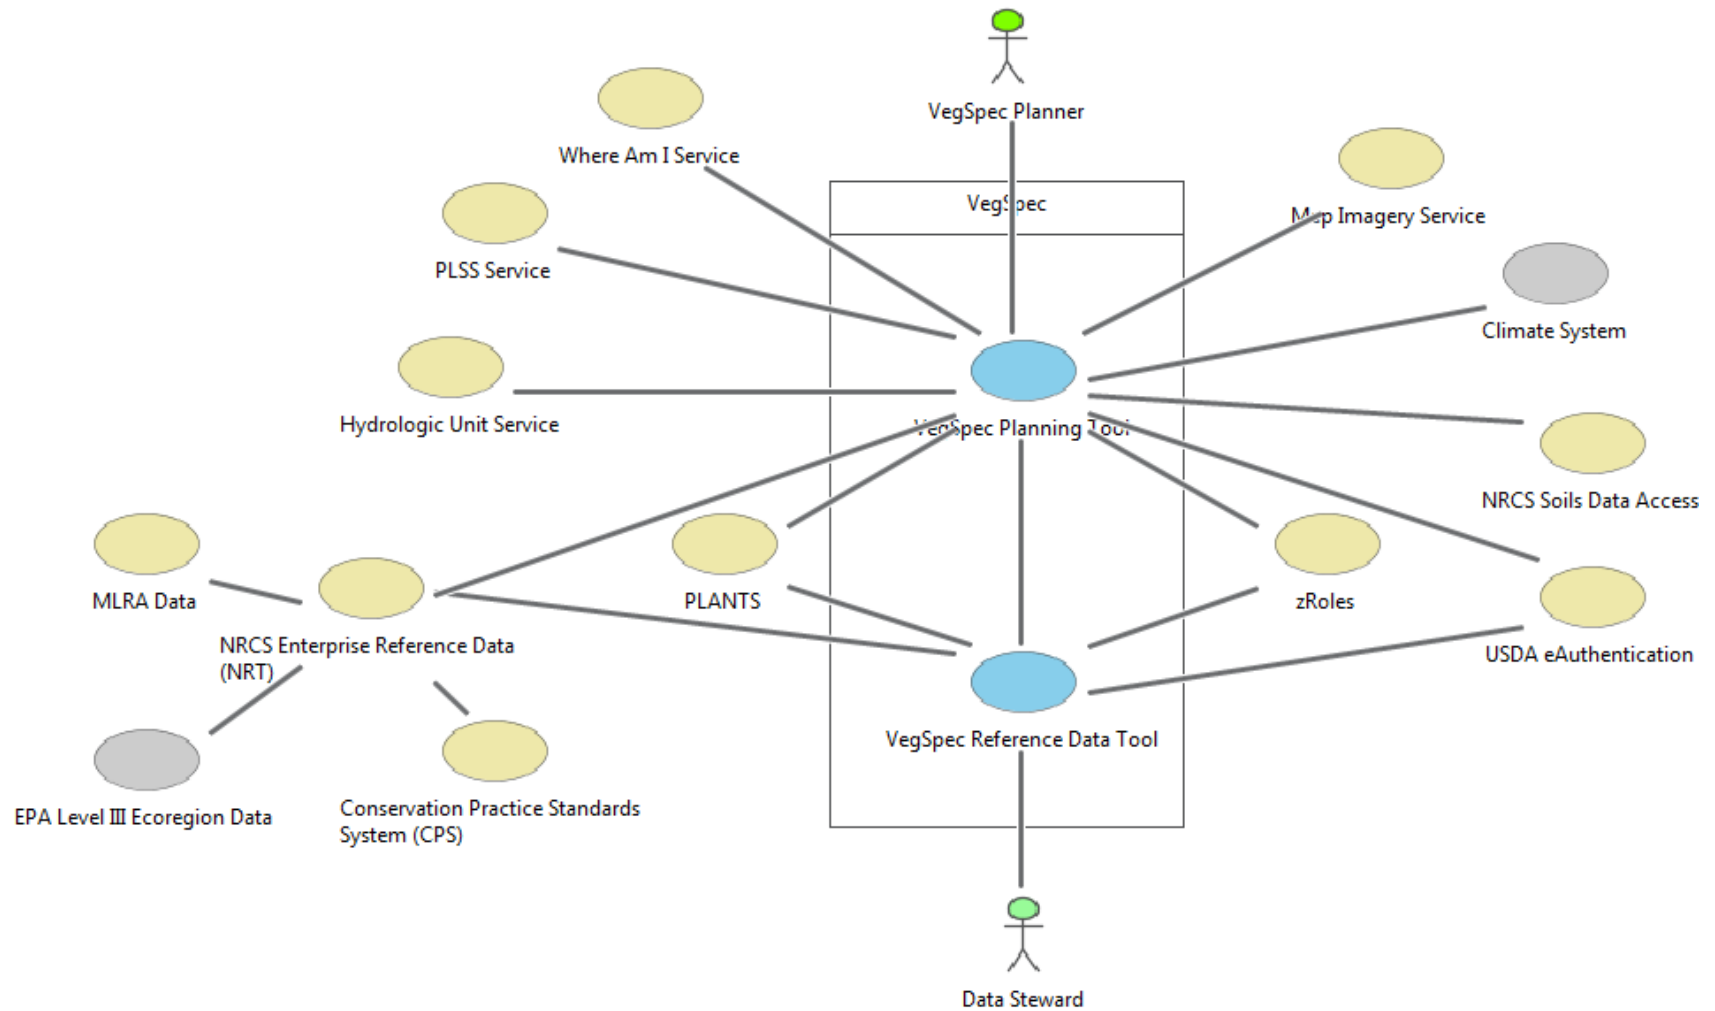 VegSpec Planner
Where Am I Service
VegSpec
Map Imagery Service
PLSS Service
Climate System
Hydrologic Unit Service
VegSpec Planning Tool
NRCS Soils Data Access
MLRA Data
PLANTS
zRoles
NRCS Enterprise Reference Data
(NRT)
USDA eAuthentication
VegSpec Reference Data Tool
EPA Level III Ecoregion Data
Conservation Practice Standards
System (CPS)
Data Steward